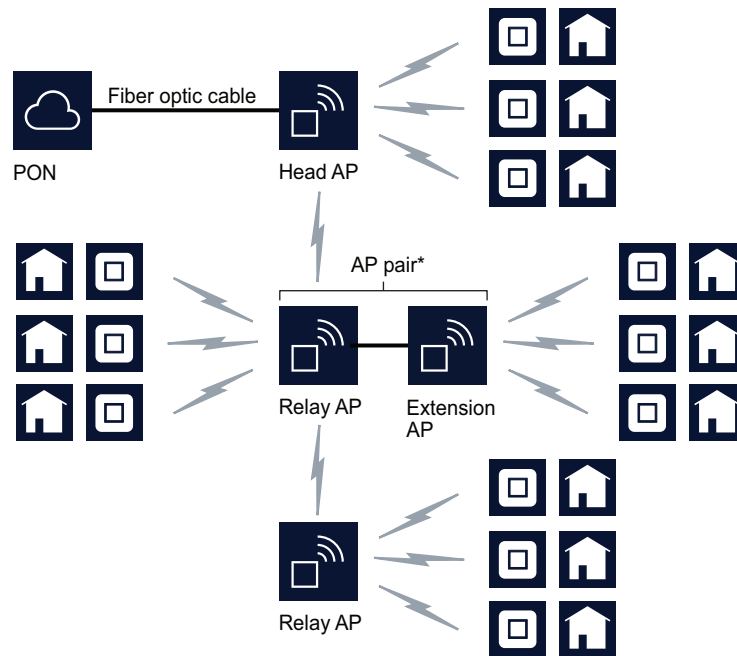 Fiber optic cable
PON
Head AP
AP pair*
Relay AP
Extension
AP
Relay AP